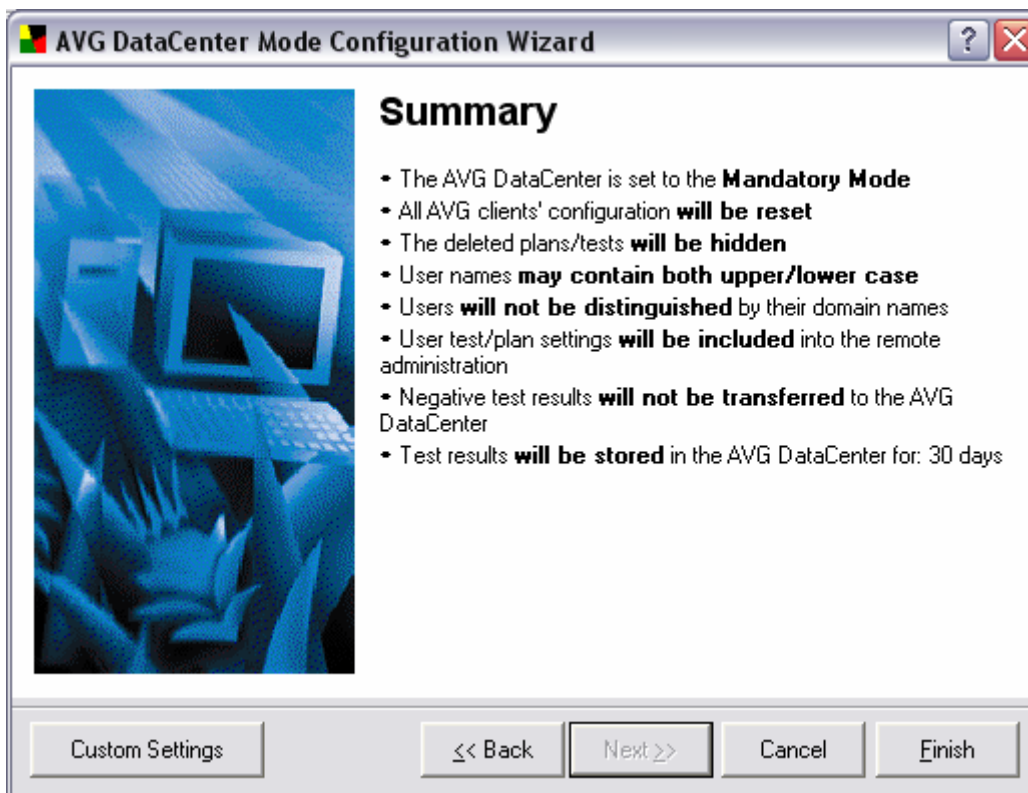 AVG DataCenter Mode Configuration Wizard
?
Summary
• The AVG DataCenter is set to the Mandatory Mode
• All AVG clients' configuration will be reset
• The deleted plans/tests will be hidden
• User names may contain both upper/lower case
• Users will not be distinguished by their domain names
• User test/plan settings will be included into the remote
administration
• Negative test results will not be transferred to the AVG
DataCenter
• Test results will be stored in the AVG DataCenter for: 30 days
Custom Settings
<< Back
Next >>
Cancel
Finish